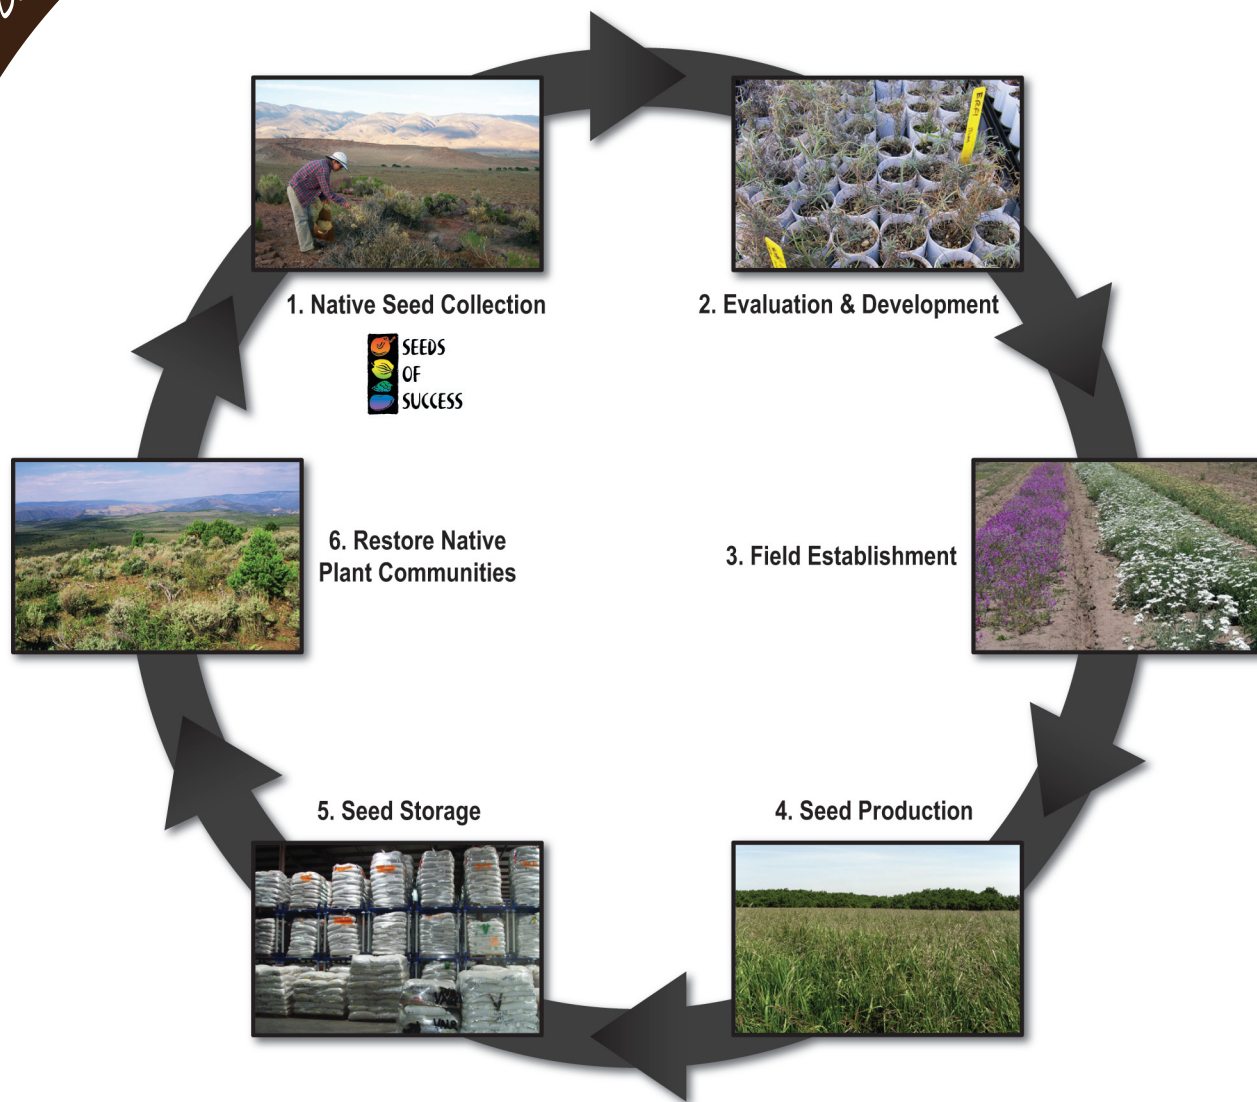 1. Native Seed Collection
SEEDS
OF
SUCCESS
2. Evaluation & Development
3. Field Establishment
4. Seed Production
5. Seed Storage
6. Restore Native
Plant Communities